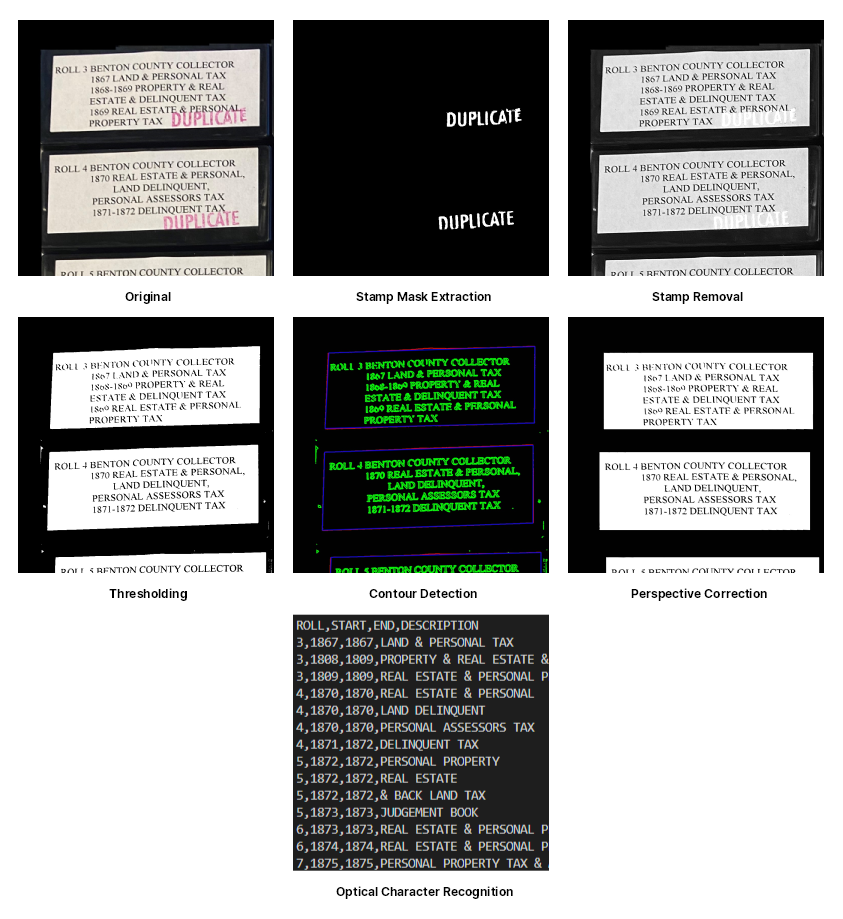 ROLL 3 BENTON COUNTY COLLECTOR
1867 LAND & PERSONAL TAX
1868-1869 PROPERTY & REAL
ESTATE & DELINQUENT TAX
1869 REAL ESTATE & PERSONAL
PROPERTY TAX DUPLICATE
ROLL 4 BENTON COUNTY COLLECTOR
1870 REAL ESTATE & PERSONAL,
LAND DELINQUENT,
PERSONAL ASSESSORS TAX
1871-1872 DELINQUENT TAX
DUPLICATE
ROLL 5 BENTON COUNTY COLLECTOR
Original
DUPLICATE
DUPLICATE
Stamp Mask Extraction
ROLL 3 BENTON COUNTY COLLECTOR
1867 LAND & PERSONAL TAX
1868-1869 PROPERTY & REAL
ESTATE & DELINQUENT TAX
1869 REAL ESTATE & PERSONAL
PROPERTY TAX DUPLICATE
ROLL 4 BENTON COUNTY COLLECTOR
1870 REAL ESTATE & PERSONAL,
LAND DELINQUENT,
PERSONAL ASSESSORS TAX
1871-1872 DELINQUENT TAX
DUPLICATE
ROLL 5 BENTON COUNTY COLLECTOR
Stamp Removal
ROLL 3 BENTON COUNTY COLLECTOR
1867 LAND & PERSONAL TAX
1868-1869 PROPERTY & REAL
ESTATE & DELINQUENT TAX
1869 REAL ESTATE & PERSONAL
PROPERTY TAX
ROLL 4 BENTON COUNTY COLLECTOR
1870 REAL ESTATE & PERSONAL,
LAND DELINQUENT,
PERSONAL ASSESSORS TAX
1871-1872 DELINQUENT TAX
ROLL 5 BENTON COUNTY COLLECTOR
Thresholding
ROLL 3 BENTON COUNTY COLLECTOR
1867 LAND & PERSONAL TAX
1868-1869 PROPERTY & REAL
ESTATE & DELINQUENT TAX
1869 REAL ESTATE & PERSONAL
PROPERTY TAX
ROLL 4 BENTON COUNTY COLLECTOR
1870 REAL ESTATE & PERSONAL,
LAND DELINQUENT,
PERSONAL ASSESSORS TAX
1871-1872 DELINQUENT TAX
ROLL 5 BENTON COUNTY COLLECTOR
Contour Detection
ROLL 3 BENTON COUNTY COLLECTOR
1867 LAND & PERSONAL TAX
1868-1869 PROPERTY & REAL
ESTATE & DELINQUENT TAX
1869 REAL ESTATE & PERSONAL
PROPERTY TAX
ROLL 4 BENTON COUNTY COLLECTOR
1870 REAL ESTATE & PERSONAL,
LAND DELINQUENT,
PERSONAL ASSESSORS TAX
1871-1872 DELINQUENT TAX
ROLL 5 BENTON COUNTY COLLECTOR
Perspective Correction
ROLL,START,END,DESCRIPTION
3,1867,1867,LAND & PERSONAL TAX
3,1808,1809,PROPERTY & REAL ESTATE &
3,1809,1809,REAL ESTATE & PERSONAL P
4,1870,1870,REAL ESTATE & PERSONAL
4,1870,1870,LAND DELINQUENT
4,1870,1870,PERSONAL ASSESSORS TAX
4,1871,1872,DELINQUENT TAX
5,1872,1872,PERSONAL PROPERTY
5,1872,1872,REAL ESTATE
5,1872,1872,& BACK LAND TAX
5,1873,1873,JUDGEMENT BOOK
6,1873,1873,REAL ESTATE & PERSONAL P
6,1874,1874,REAL ESTATE & PERSONAL P
7,1875,1875,PERSONAL PROPERTY TAX &
Optical Character Recognition